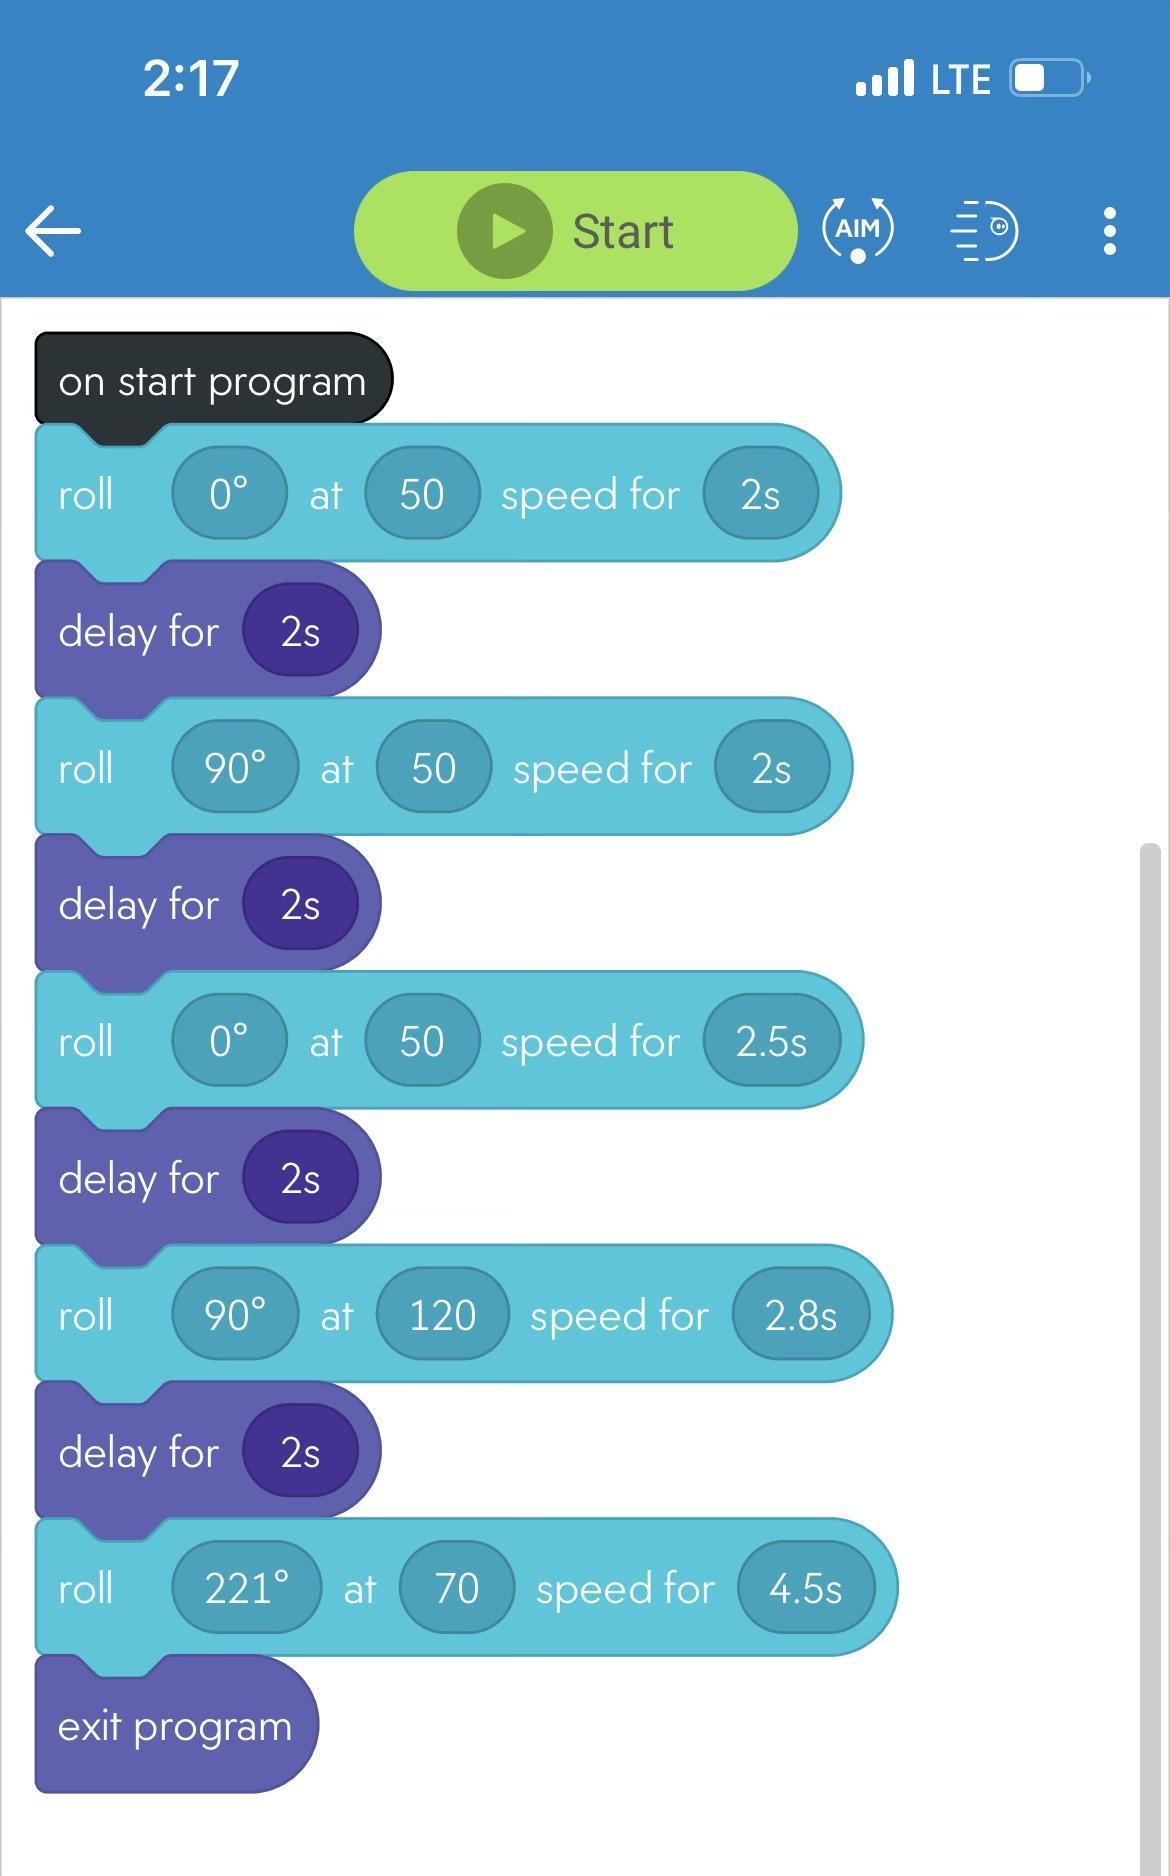 2:17 LTE
Start AIM
on start program
roll 0° at 50 speed for 2s
delay for 2s
roll 90° at 50 speed for 2s
delay for 2s
roll 0° at 50 speed for 2.5s
delay for 2s
roll 90° at 120 speed for 2.8s
delay for 2s
roll 221° at 70 speed for 4.5s
exit program